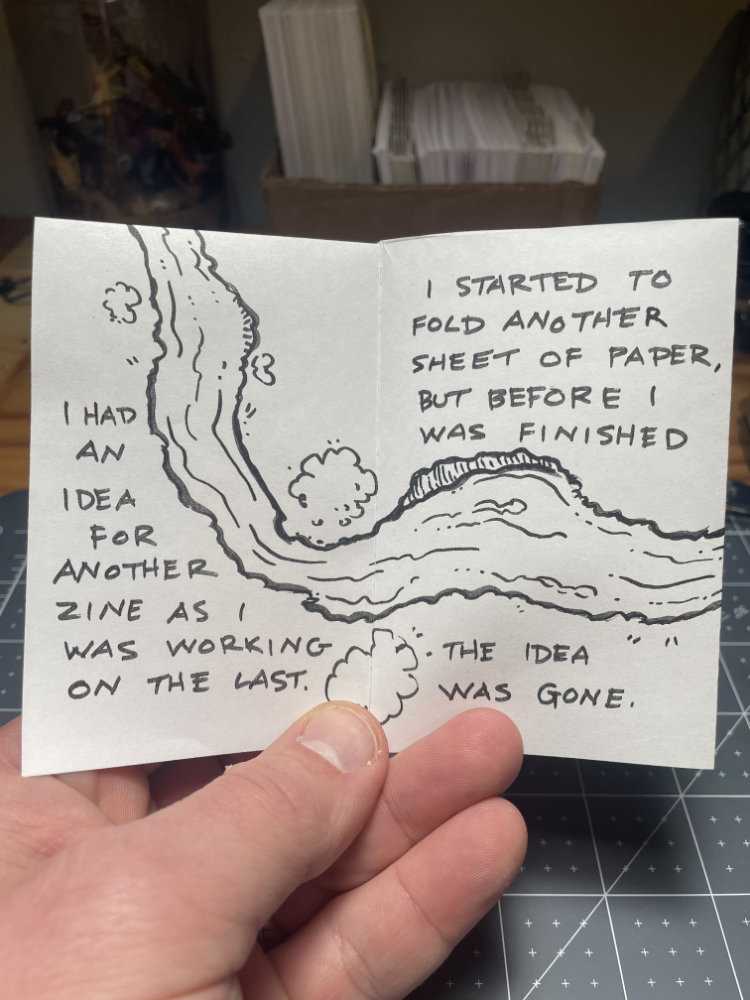 I HAD
AN
IDEA
FOR
ANOTHER
ZINE AS I
WAS WORKING
ON THE LAST.
I STARTED TO
FOLD ANOTHER
SHEET OF PAPER,
BUT BEFORE I
WAS FINISHED
THE IDEA
WAS GONE.